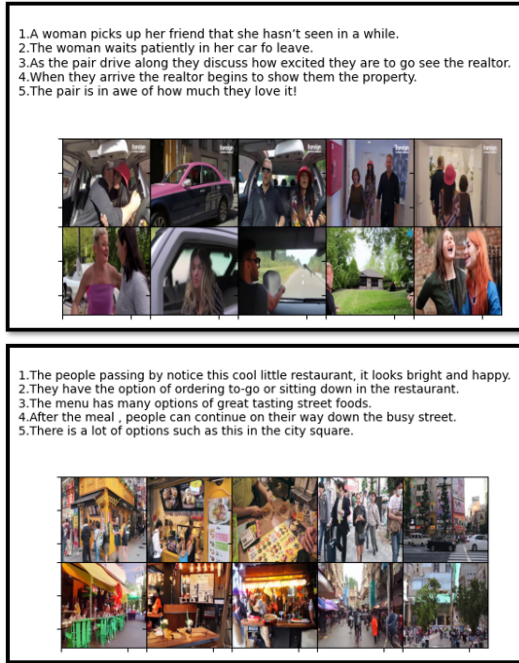 1.A woman picks up her friend that she hasn't seen in a while.
2.The woman waits patiently in her car fo leave.
3.As the pair drive along they discuss how excited they are to go see the realtor.
4.When they arrive the realtor begins to show them the property.
5.The pair is in awe of how much they love it!
1.The people passing by notice this cool little restaurant, it looks bright and happy.
2.They have the option of ordering to-go or sitting down in the restaurant.
3.The menu has many options of great tasting street foods.
4.After the meal , people can continue on their way down the busy street.
5.There is a lot of options such as this in the city square.